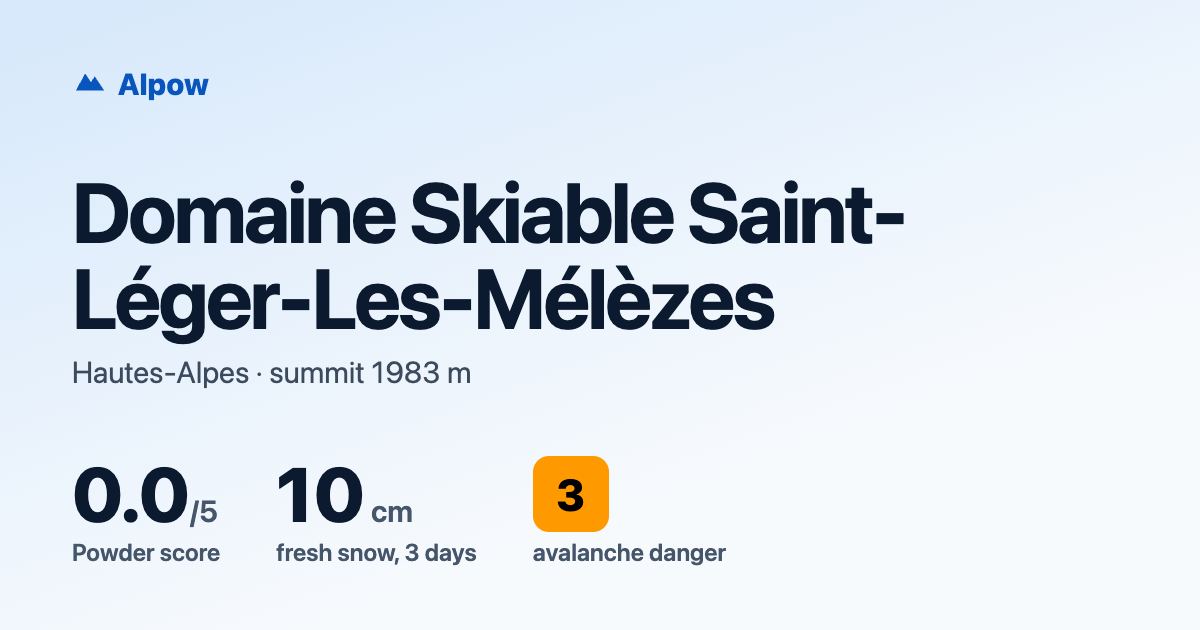 Alpow
Domaine Skiable Saint-
Léger-Les-Mélèzes
Hautes-Alpes · summit 1983 m
0.0/5
10 cm
3
Powder score
fresh snow, 3 days
avalanche danger